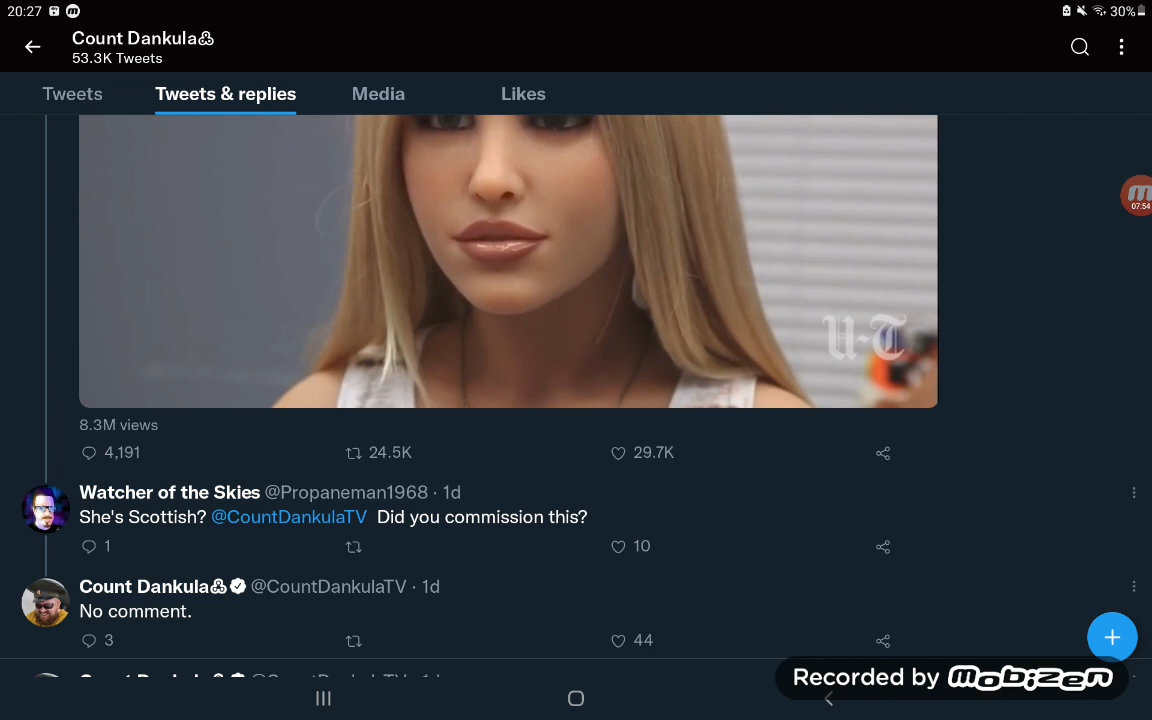 20:27
30%
Count Dankula
53.3K Tweets
Tweets Tweets & replies Media Likes
07:54
U-T
8.3M views
4,191 24.5K 29.7K
Watcher of the Skies @Propaneman1968 · 1d
She's Scottish? @CountDankulaTV Did you commission this?
1 10
Count Dankula @CountDankulaTV · 1d
No comment.
3 44
Recorded by mobizen